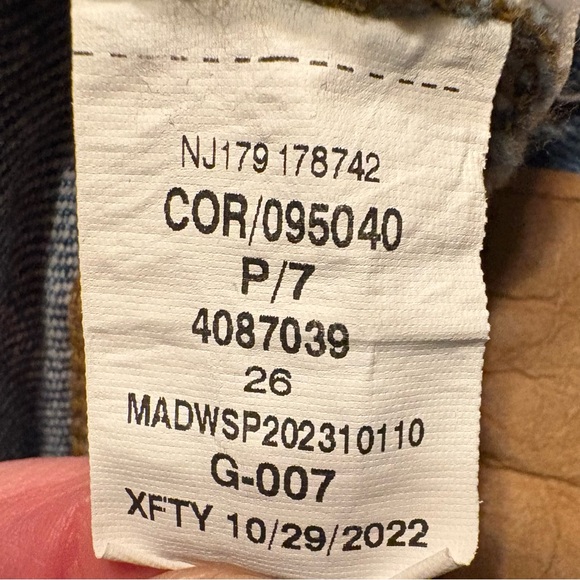 NJ179 178742
COR/095040
P/7
4087039
26
MADWSP202310110
G-007
XFTY 10/29/2022